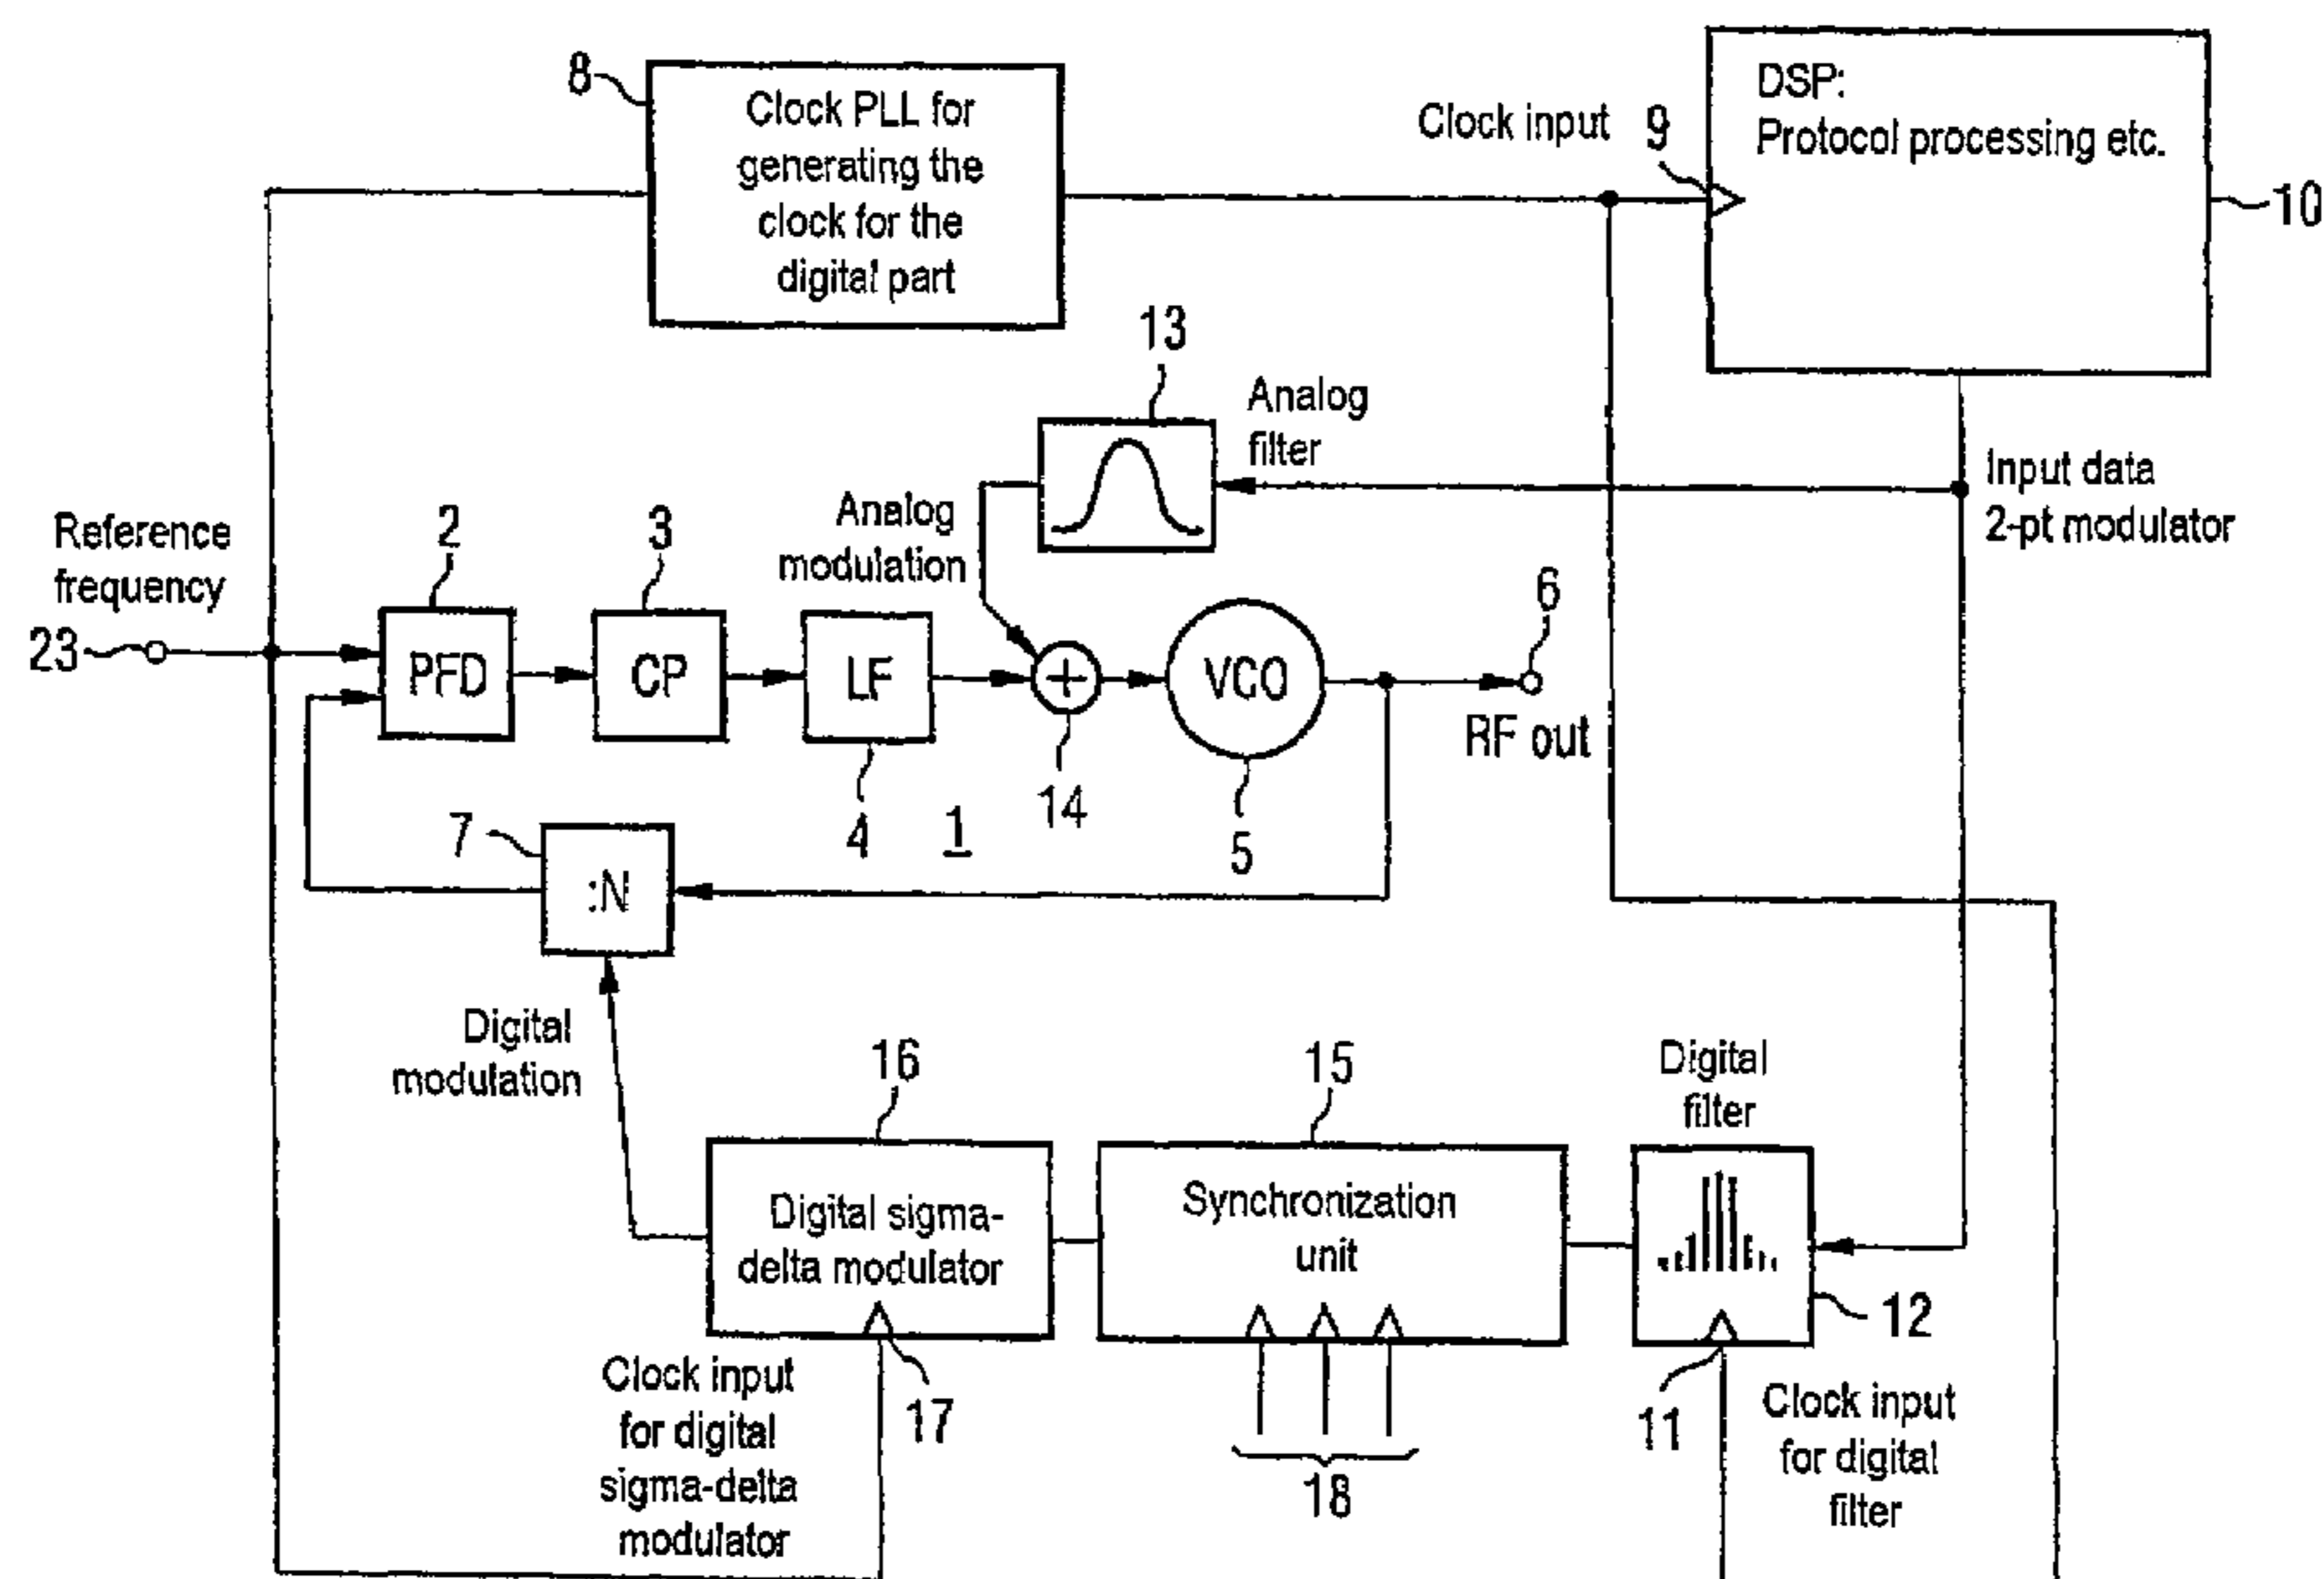 8
Clock PLL for
generating the
clock for the
digital part
Clock input
9
DSP:
Protocol processing etc.
10
13
Analog
filter
Input data
2-pt modulator
Analog
modulation
Reference
frequency
23
2
PFD
3
CP
LF
4
1
14
VCO
5
6
RF out
7
:N
Digital
modulation
16
Digital sigma-
delta modulator
17
Clock input
for digital
sigma-delta
modulator
15
Synchronization
unit
18
Digital
filter
12
11
Clock input
for digital
filter